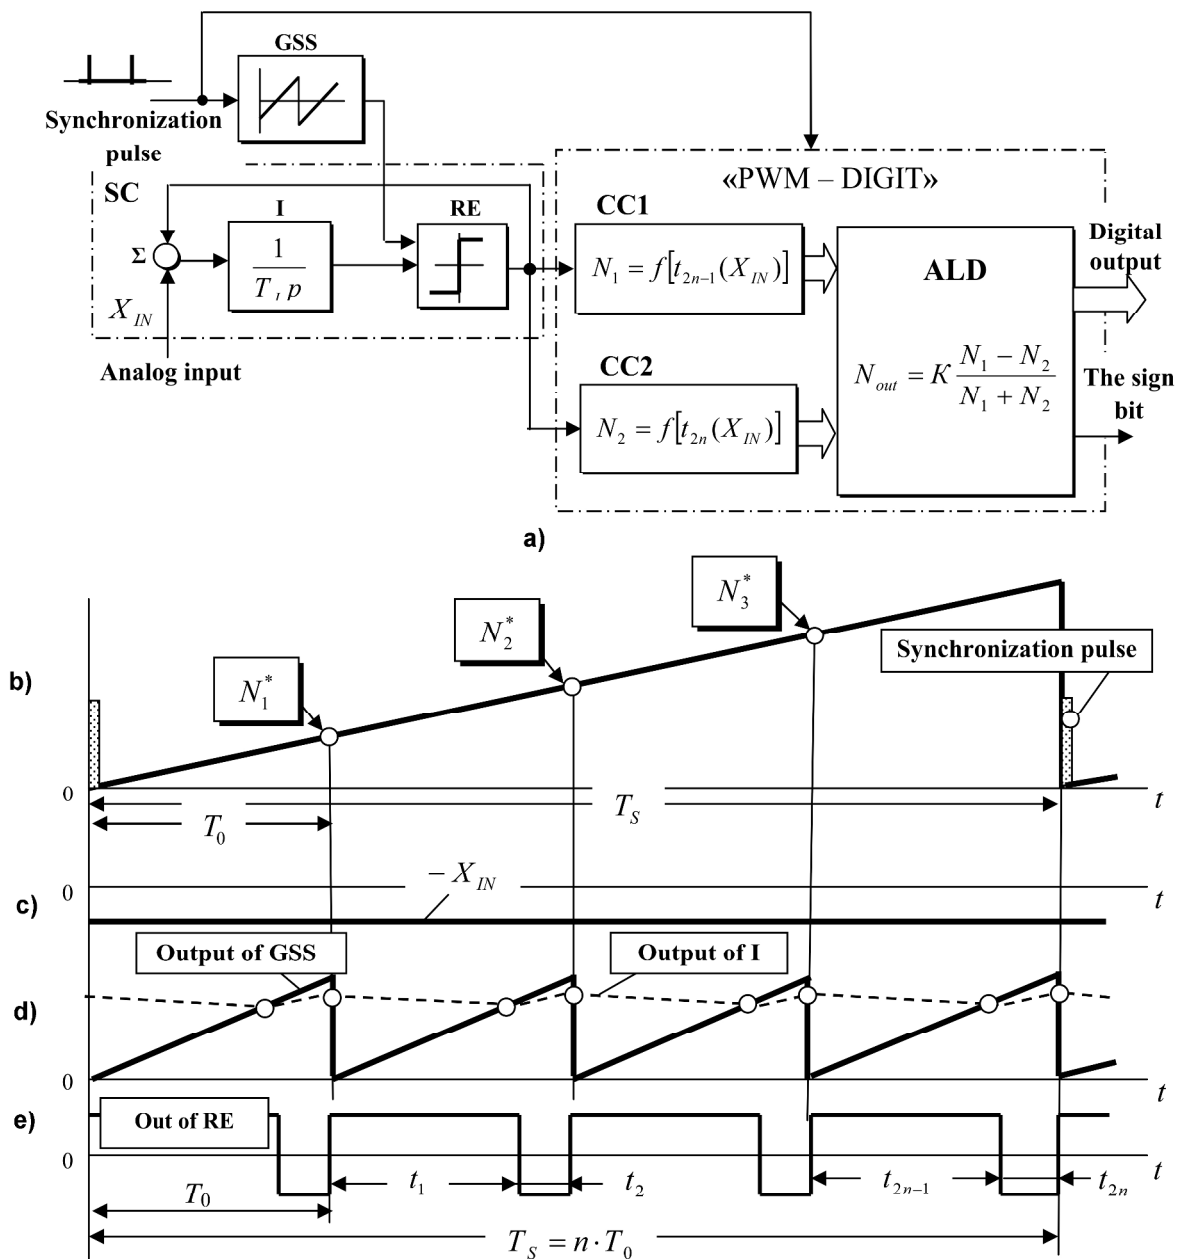 GSS
Synchronization
pulse
SC
I
RE
Σ
1
T_I p
X_IN
Analog input
«PWM – DIGIT»
CC1
N_1 = f[t_{2n-1}(X_IN)]
CC2
N_2 = f[t_{2n}(X_IN)]
ALD
N_out = K (N_1 − N_2) / (N_1 + N_2)
Digital
output
The sign
bit
a)
b)
N_1^*
N_2^*
N_3^*
Synchronization pulse
0
t
T_0
T_S
c)
0
− X_IN
t
d)
Output of GSS
Output of I
0
t
e)
Out of RE
0
t
t_1
t_2
t_{2n-1}
t_{2n}
T_0
T_S = n · T_0